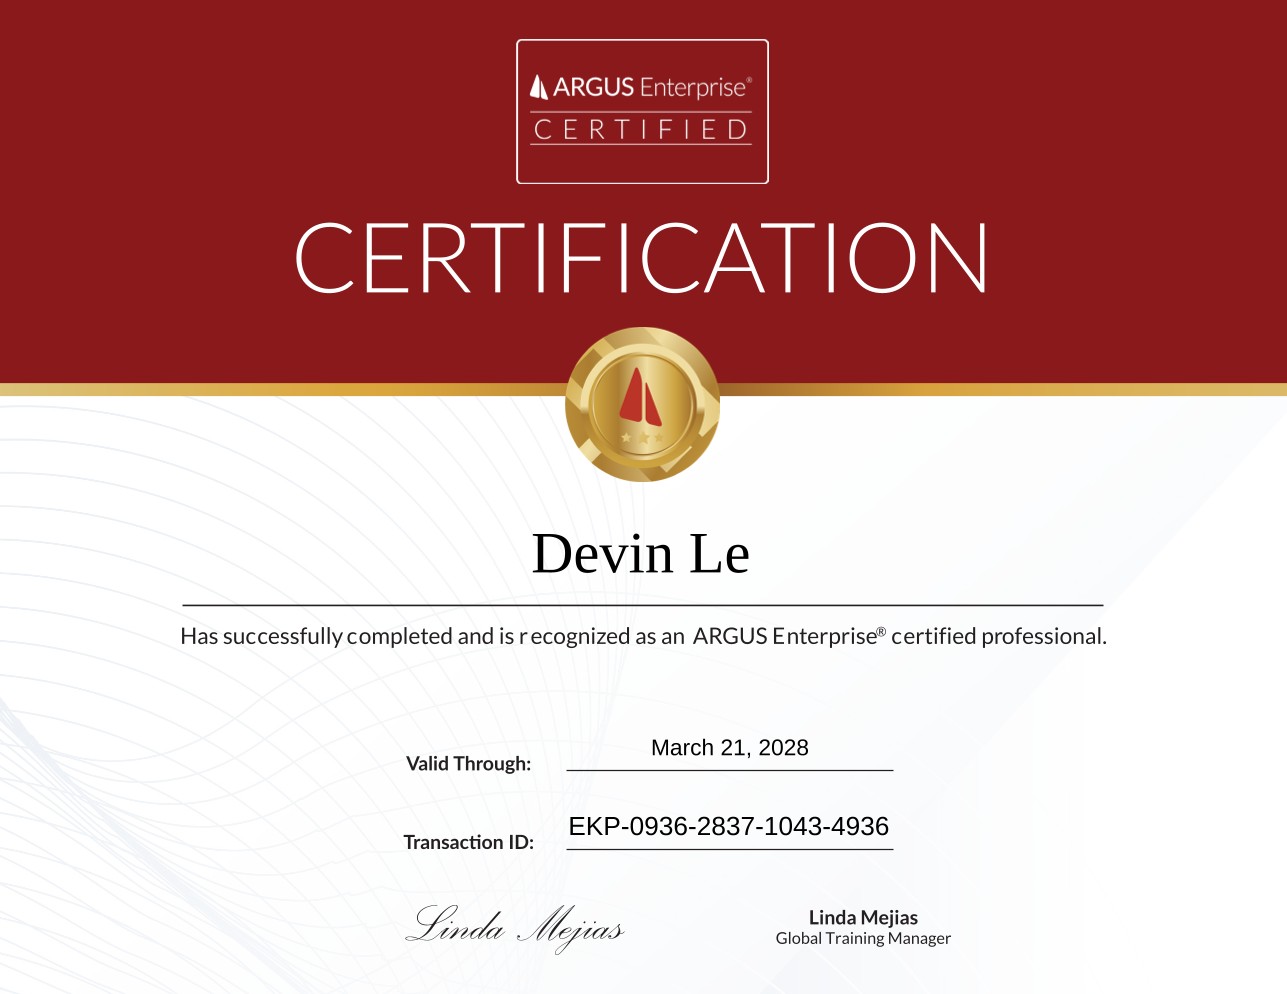 ARGUS Enterprise®
CERTIFIED
CERTIFICATION
Devin Le
Has successfully completed and is recognized as an ARGUS Enterprise® certified professional.
March 21, 2028
Valid Through:
EKP-0936-2837-1043-4936
Transaction ID:
Linda Mejias
Linda Mejias
Global Training Manager